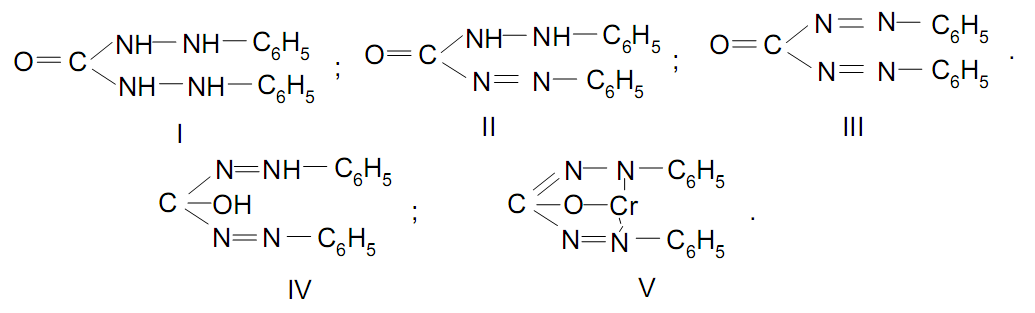 NH—NH—C₆H₅ NH—NH—C₆H₅ N=N—C₆H₅
O=C ; O=C ; O=C .
NH—NH—C₆H₅ N=N—C₆H₅ N=N—C₆H₅
I II III
N=NH—C₆H₅ N—N—C₆H₅
C—OH ; C—O—Cr .
N=N—C₆H₅ N=N—C₆H₅
IV V